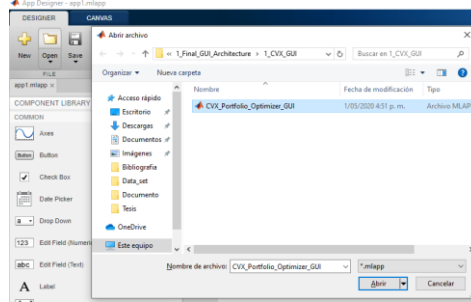 App Designer - app1.mlapp
DESIGNER CANVAS
New Open Save
FILE
app1.mlapp ×
COMPONENT LIBRARY
COMMON
Axes
Button Button
Check Box
Date Picker
a Drop Down
123 Edit Field (Numeri
abc Edit Field (Text)
A Label
Abrir archivo
« 1_Final_GUI_Architecture > 1_CVX_GUI
Buscar en 1_CVX_GUI
Organizar Nueva carpeta
Nombre Fecha de modificación Tipo
CVX_Portfolio_Optimizer_GUI 1/05/2020 4:51 p. m. Archivo MLAP
Acceso rápido
Escritorio
Descargas
Documentos
Imágenes
Bibliografia
Data_set
Documento
Tesis
OneDrive
Este equipo
Nombre de archivo: CVX_Portfolio_Optimizer_GUI *.mlapp
Abrir Cancelar